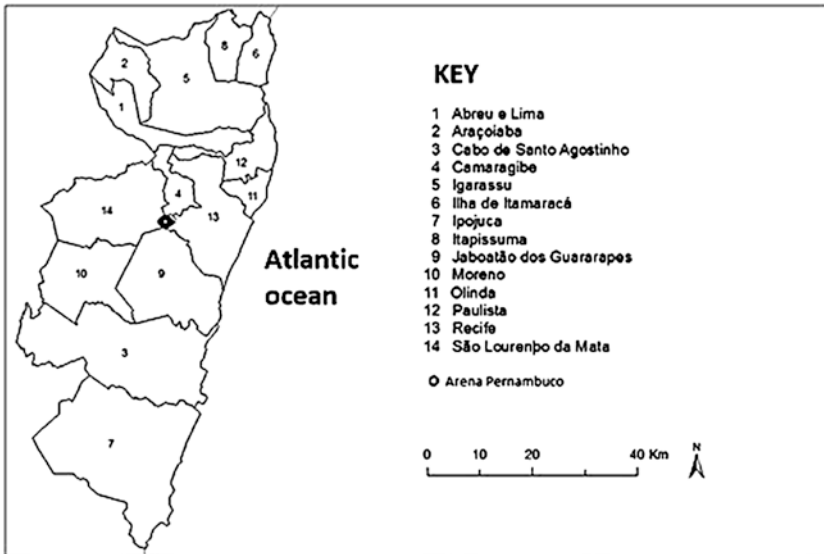 8
6
2
5
1
12
4
11
14
13
Atlantic
ocean
10
9
3
7
KEY
1 Abreu e Lima
2 Araçoiaba
3 Cabo de Santo Agostinho
4 Camaragibe
5 Igarassu
6 Ilha de Itamaracá
7 Ipojuca
8 Itapissuma
9 Jaboatão dos Guararapes
10 Moreno
11 Olinda
12 Paulista
13 Recife
14 São Lourenþo da Mata
Arena Pernambuco
0 10 20 40 Km
N